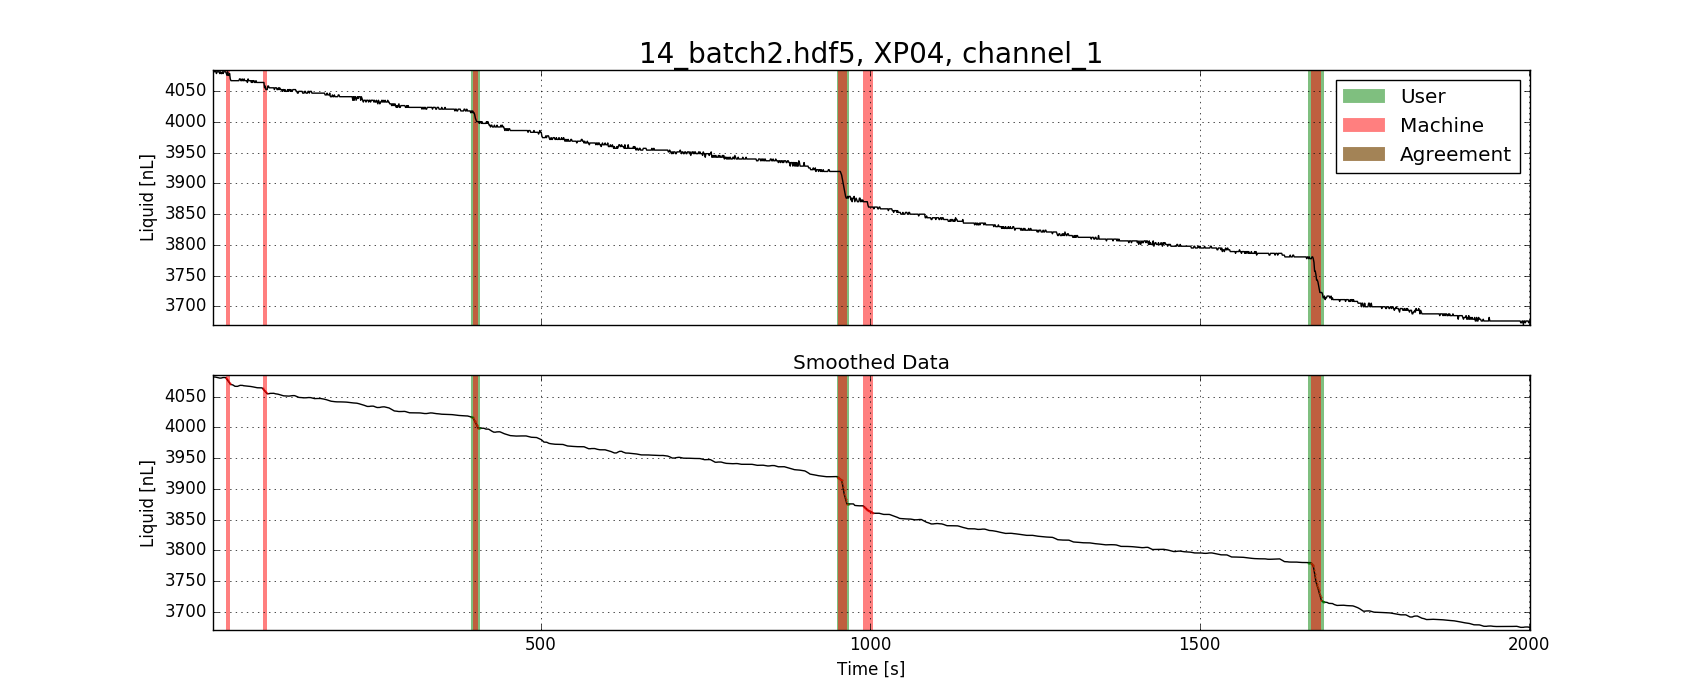 14_batch2.hdf5, XP04, channel_1
4050
4000
3950
3900
3850
3800
3750
3700
Liquid [nL]
User
Machine
Agreement
Smoothed Data
4050
4000
3950
3900
3850
3800
3750
3700
Liquid [nL]
500
1000
1500
2000
Time [s]